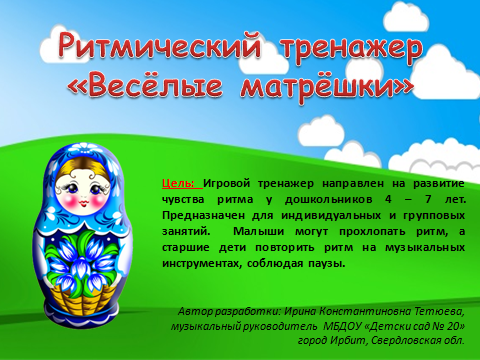 Ритмический тренажер
«Весёлые матрёшки»
Цель: Игровой тренажер направлен на развитие
чувства ритма у дошкольников 4 – 7 лет.
Предназначен для индивидуальных и групповых
занятий. Малыши могут прохлопать ритм, а
старшие дети повторить ритм на музыкальных
инструментах, соблюдая паузы.
Автор разработки: Ирина Константиновна Тетюева,
музыкальный руководитель МБДОУ «Детски сад № 20»
город Ирбит, Свердловская обл.